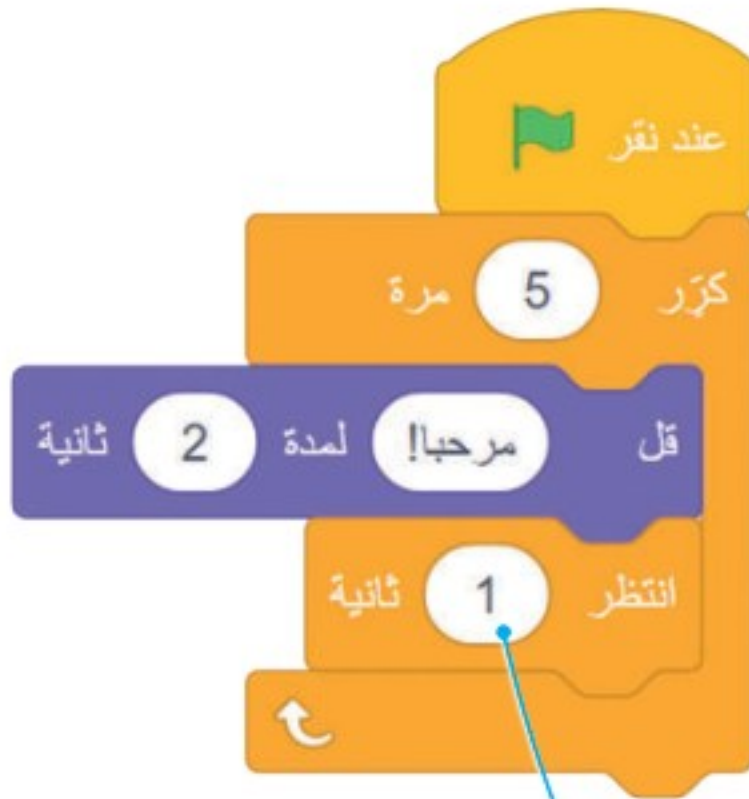 عند نقر
كرّر 5 مرة
قل مرحبا! لمدة 2 ثانية
انتظر 1 ثانية